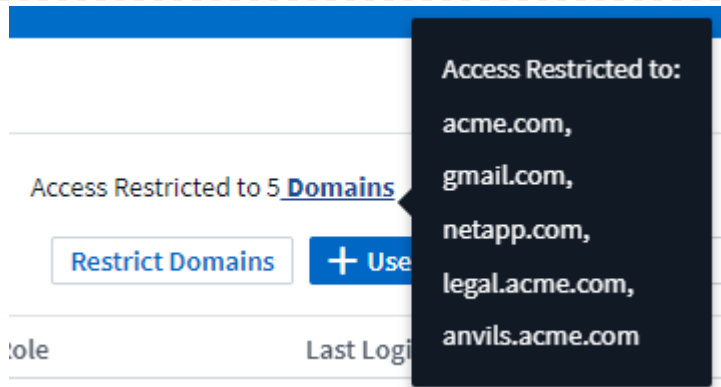 Access Restricted to 5 Domains
Access Restricted to:
acme.com,
gmail.com,
netapp.com,
legal.acme.com,
anvils.acme.com
Restrict Domains
+ Use
Last Logi